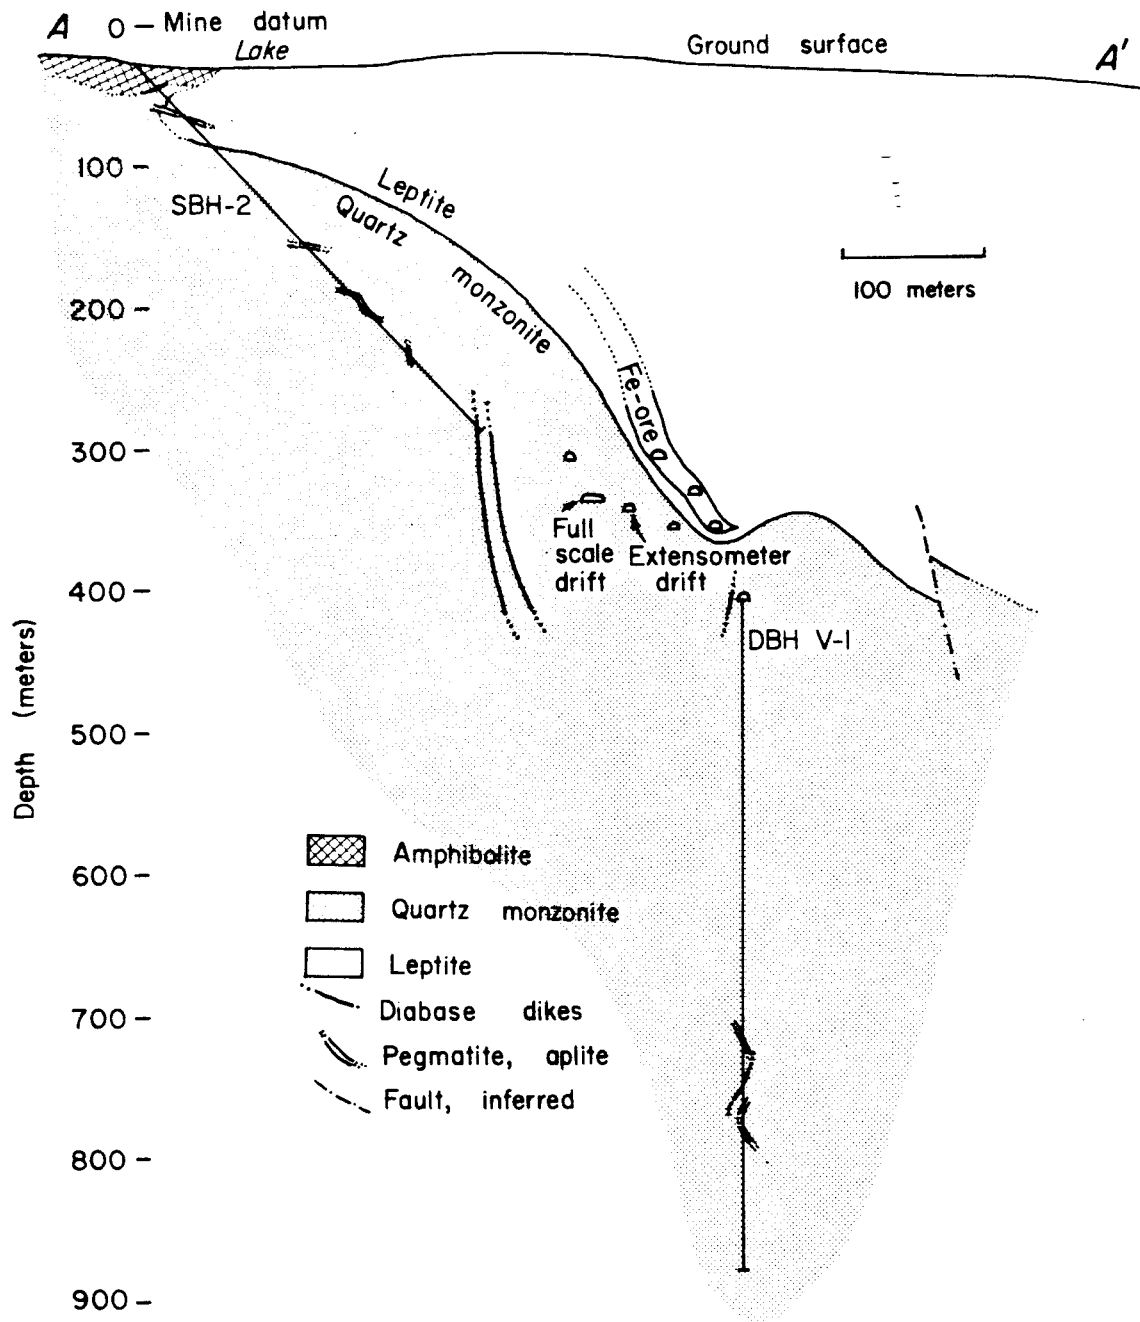 A
0 — Mine datum
Lake
Ground surface
A'
100 —
SBH-2
Leptite
Quartz monzonite
100 meters
200 —
Fe-ore
300 —
Full scale drift
Extensometer drift
400 —
DBH V-1
Depth (meters)
500 —
600 —
700 —
800 —
900 —
Amphibolite
Quartz monzonite
Leptite
Diabase dikes
Pegmatite, aplite
Fault, inferred